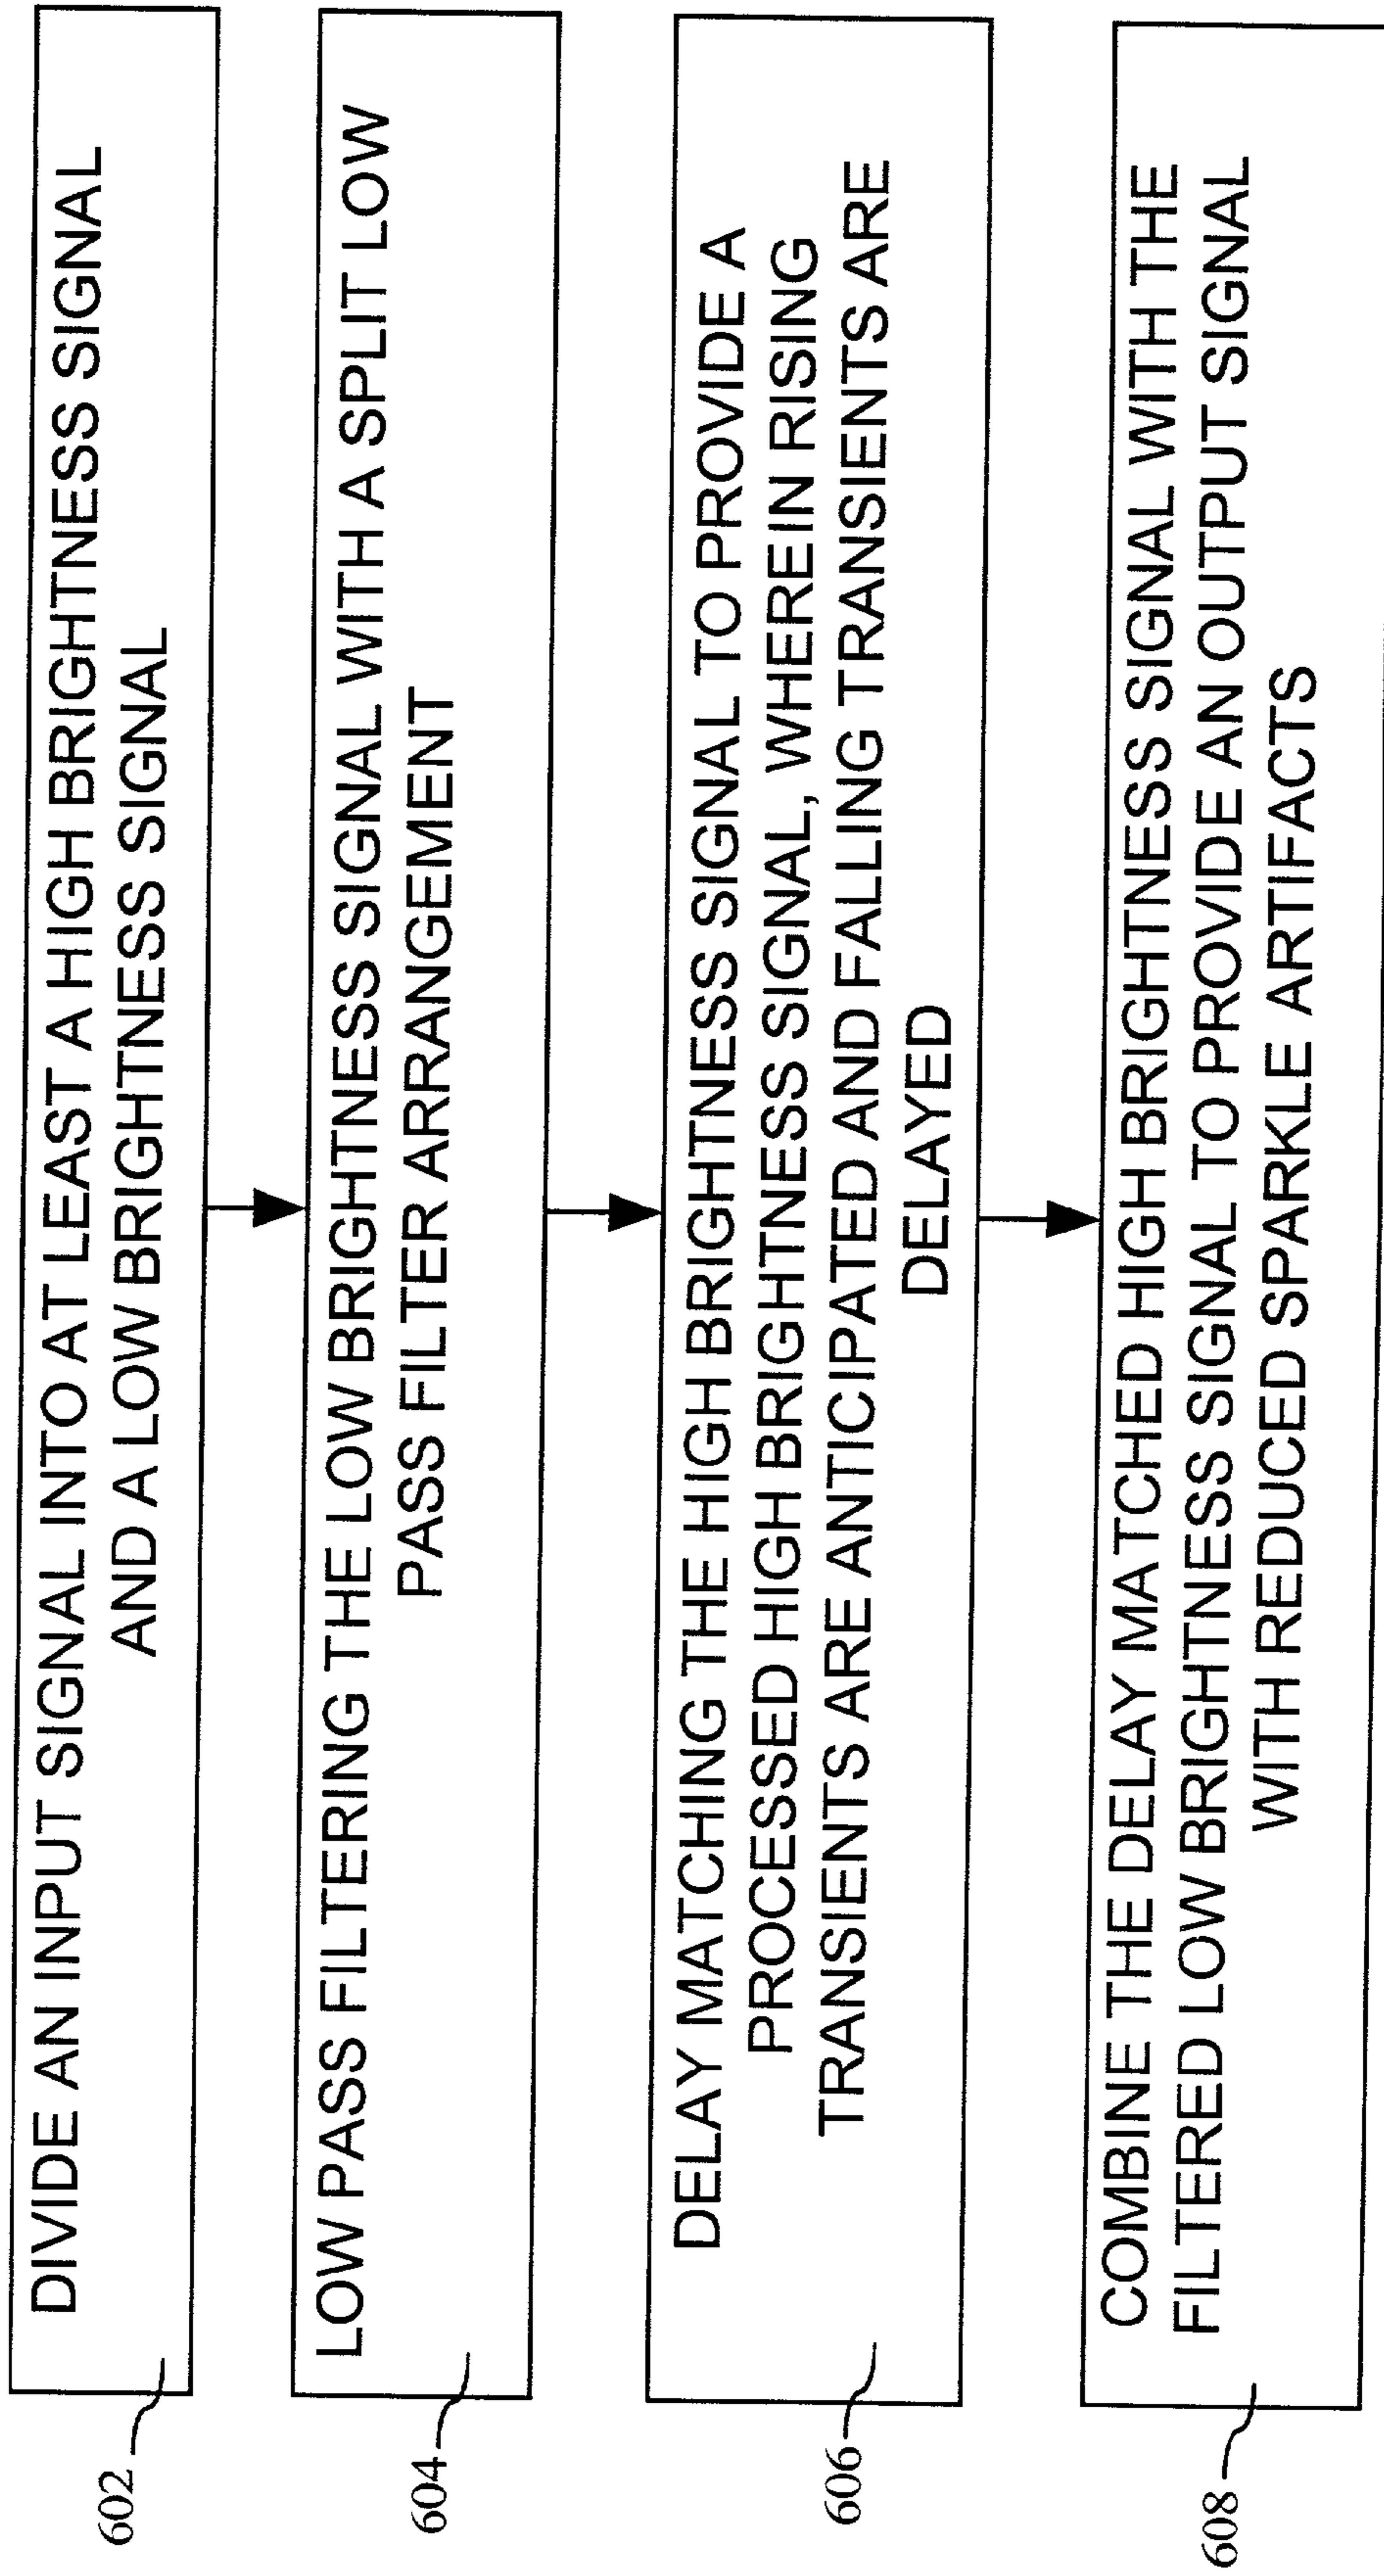 DIVIDE AN INPUT SIGNAL INTO AT LEAST A HIGH BRIGHTNESS SIGNAL
AND A LOW BRIGHTNESS SIGNAL
602
LOW PASS FILTERING THE LOW BRIGHTNESS SIGNAL WITH A SPLIT LOW
PASS FILTER ARRANGEMENT
604
DELAY MATCHING THE HIGH BRIGHTNESS SIGNAL TO PROVIDE A
PROCESSED HIGH BRIGHTNESS SIGNAL, WHEREIN RISING
TRANSIENTS ARE ANTICIPATED AND FALLING TRANSIENTS ARE
DELAYED
606
COMBINE THE DELAY MATCHED HIGH BRIGHTNESS SIGNAL WITH THE
FILTERED LOW BRIGHTNESS SIGNAL TO PROVIDE AN OUTPUT SIGNAL
WITH REDUCED SPARKLE ARTIFACTS
608